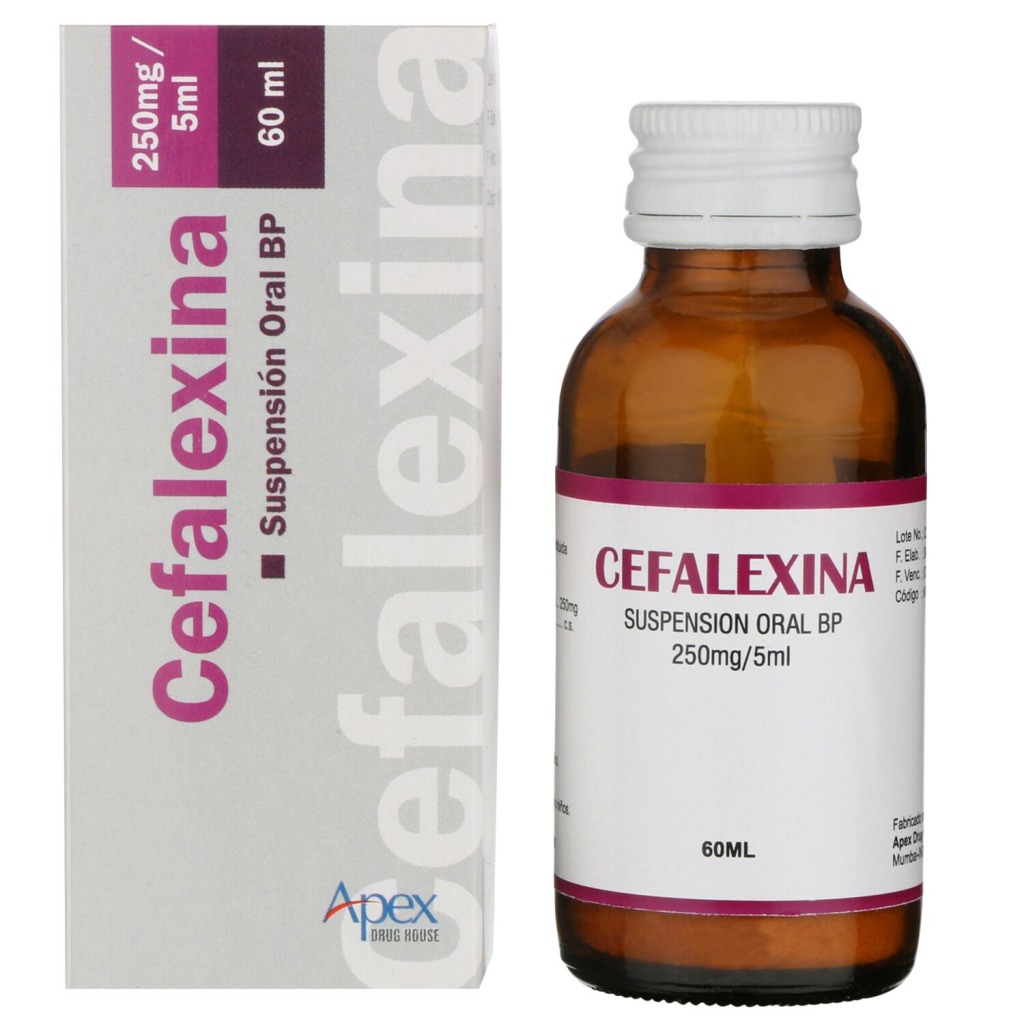 250mg/
5ml
60 ml
Cefalexina
Suspensión Oral BP
Cefalexina
Apex
DRUG HOUSE
CEFALEXINA
SUSPENSION ORAL BP
250mg/5ml
60ML
250mg
c.s.
Lote No.
F. Elab.
F. Venc.
Código
Apex